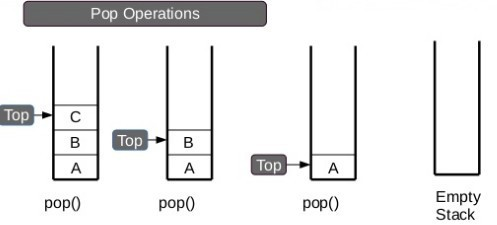 Pop Operations
Top
C
B
A
pop()
Top
B
A
pop()
Top
A
pop()
Empty
Stack